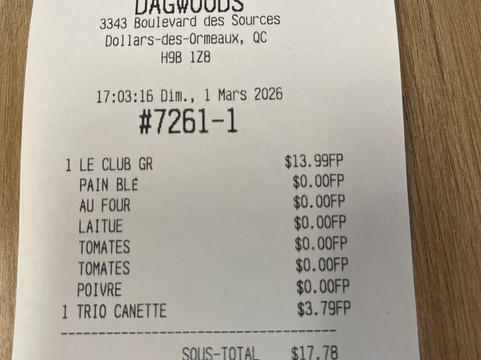 DAGWOODS
3343 Boulevard des Sources
Dollars-des-Ormeaux, QC
H9B 1Z8
17:03:16 Dim., 1 Mars 2026
#7261-1
1 LE CLUB GR $13.99FP
PAIN BLÉ $0.00FP
AU FOUR $0.00FP
LAITUE $0.00FP
TOMATES $0.00FP
TOMATES $0.00FP
POIVRE $0.00FP
1 TRIO CANETTE $3.79FP
SOUS-TOTAL $17.78